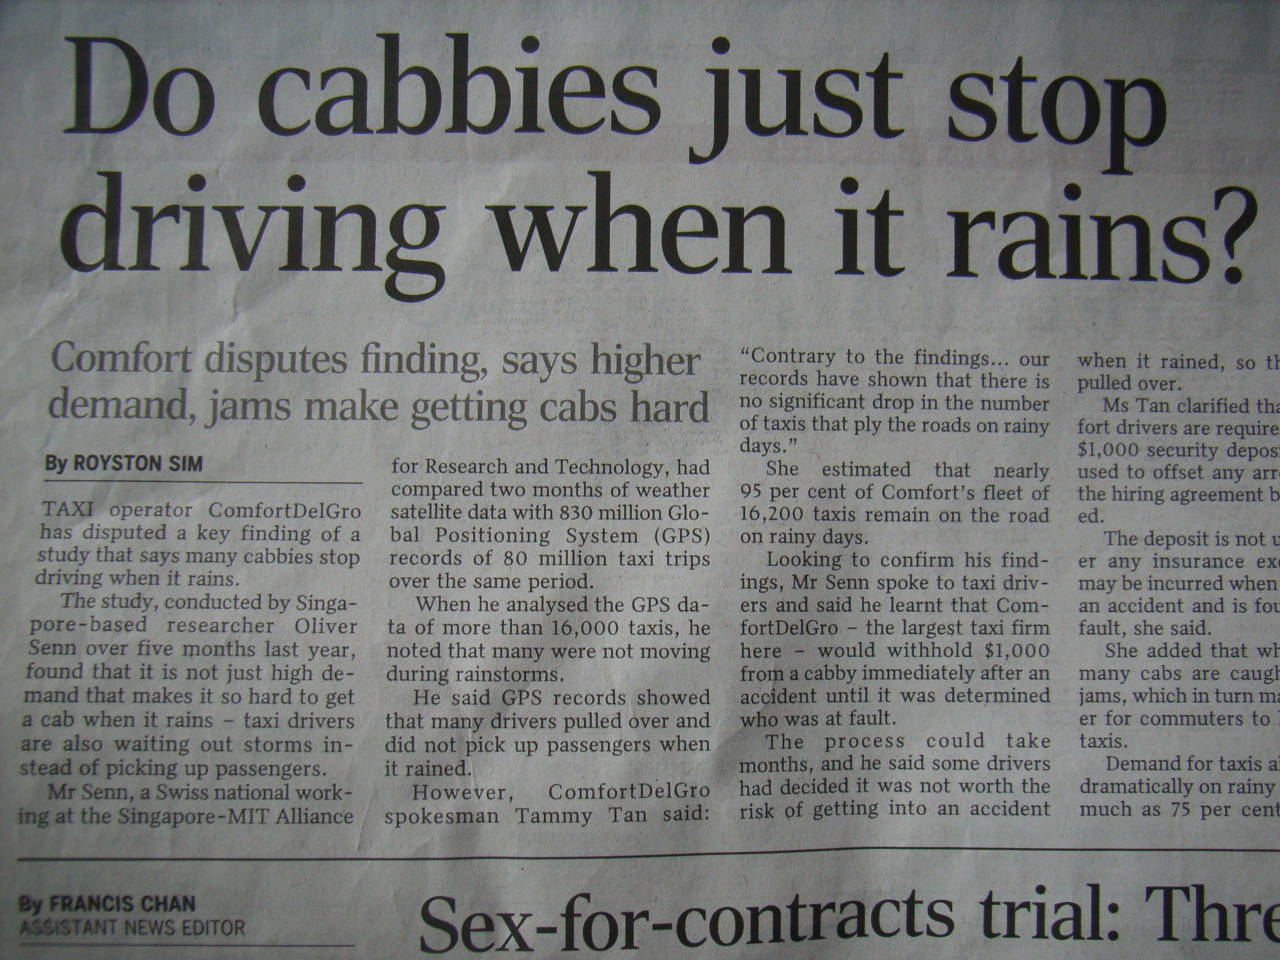 Do cabbies just stop
driving when it rains?
Comfort disputes finding, says higher
demand, jams make getting cabs hard
By ROYSTON SIM
TAXI operator ComfortDelGro
has disputed a key finding of a
study that says many cabbies stop
driving when it rains.
The study, conducted by Singa-
pore-based researcher Oliver
Senn over five months last year,
found that it is not just high de-
mand that makes it so hard to get
a cab when it rains – taxi drivers
are also waiting out storms in-
stead of picking up passengers.
Mr Senn, a Swiss national work-
ing at the Singapore-MIT Alliance
for Research and Technology, had
compared two months of weather
satellite data with 830 million Glo-
bal Positioning System (GPS)
records of 80 million taxi trips
over the same period.
When he analysed the GPS da-
ta of more than 16,000 taxis, he
noted that many were not moving
during rainstorms.
He said GPS records showed
that many drivers pulled over and
did not pick up passengers when
it rained.
However, ComfortDelGro
spokesman Tammy Tan said:
“Contrary to the findings... our
records have shown that there is
no significant drop in the number
of taxis that ply the roads on rainy
days.”
She estimated that nearly
95 per cent of Comfort's fleet of
16,200 taxis remain on the road
on rainy days.
Looking to confirm his find-
ings, Mr Senn spoke to taxi driv-
ers and said he learnt that Com-
fortDelGro – the largest taxi firm
here – would withhold $1,000
from a cabby immediately after an
accident until it was determined
who was at fault.
The process could take
months, and he said some drivers
had decided it was not worth the
risk of getting into an accident
when it rained, so th
pulled over.
Ms Tan clarified tha
fort drivers are require
$1,000 security depos
used to offset any arr
the hiring agreement b
ed.
The deposit is not u
er any insurance exc
may be incurred when
an accident and is fou
fault, she said.
She added that wh
many cabs are caugh
jams, which in turn ma
er for commuters to
taxis.
Demand for taxis al
dramatically on rainy
much as 75 per cent
By FRANCIS CHAN
ASSISTANT NEWS EDITOR
Sex-for-contracts trial: Thre